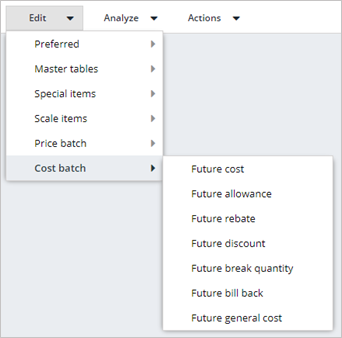 Edit Analyze Actions
Preferred
Master tables
Special items
Scale items
Price batch
Cost batch
Future cost
Future allowance
Future rebate
Future discount
Future break quantity
Future bill back
Future general cost